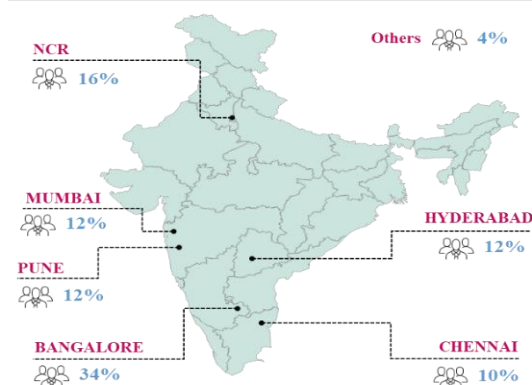 NCR
16%
Others 4%
MUMBAI
12%
HYDERABAD
12%
PUNE
12%
BANGALORE
34%
CHENNAI
10%